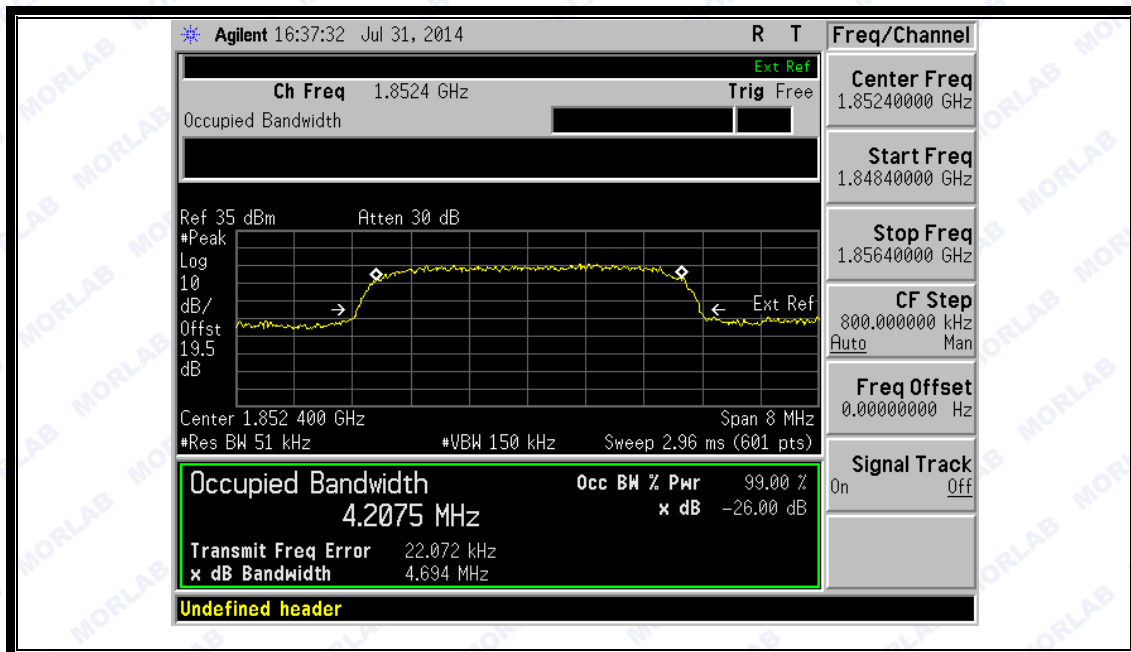 Agilent 16:37:32 Jul 31, 2014 R T
Ext Ref
Ch Freq 1.8524 GHz Trig Free
Occupied Bandwidth
Ref 35 dBm Atten 30 dB
#Peak
Log
10
dB/
Offst
19.5
dB
Ext Ref
Center 1.852 400 GHz Span 8 MHz
#Res BW 51 kHz #VBW 150 kHz Sweep 2.96 ms (601 pts)
Occupied Bandwidth Occ BW % Pwr 99.00 %
4.2075 MHz x dB -26.00 dB
Transmit Freq Error 22.072 kHz
x dB Bandwidth 4.694 MHz
Undefined header
Freq/Channel
Center Freq
1.85240000 GHz
Start Freq
1.84840000 GHz
Stop Freq
1.85640000 GHz
CF Step
800.000000 kHz
Auto Man
Freq Offset
0.00000000 Hz
Signal Track
On Off
MORLAB